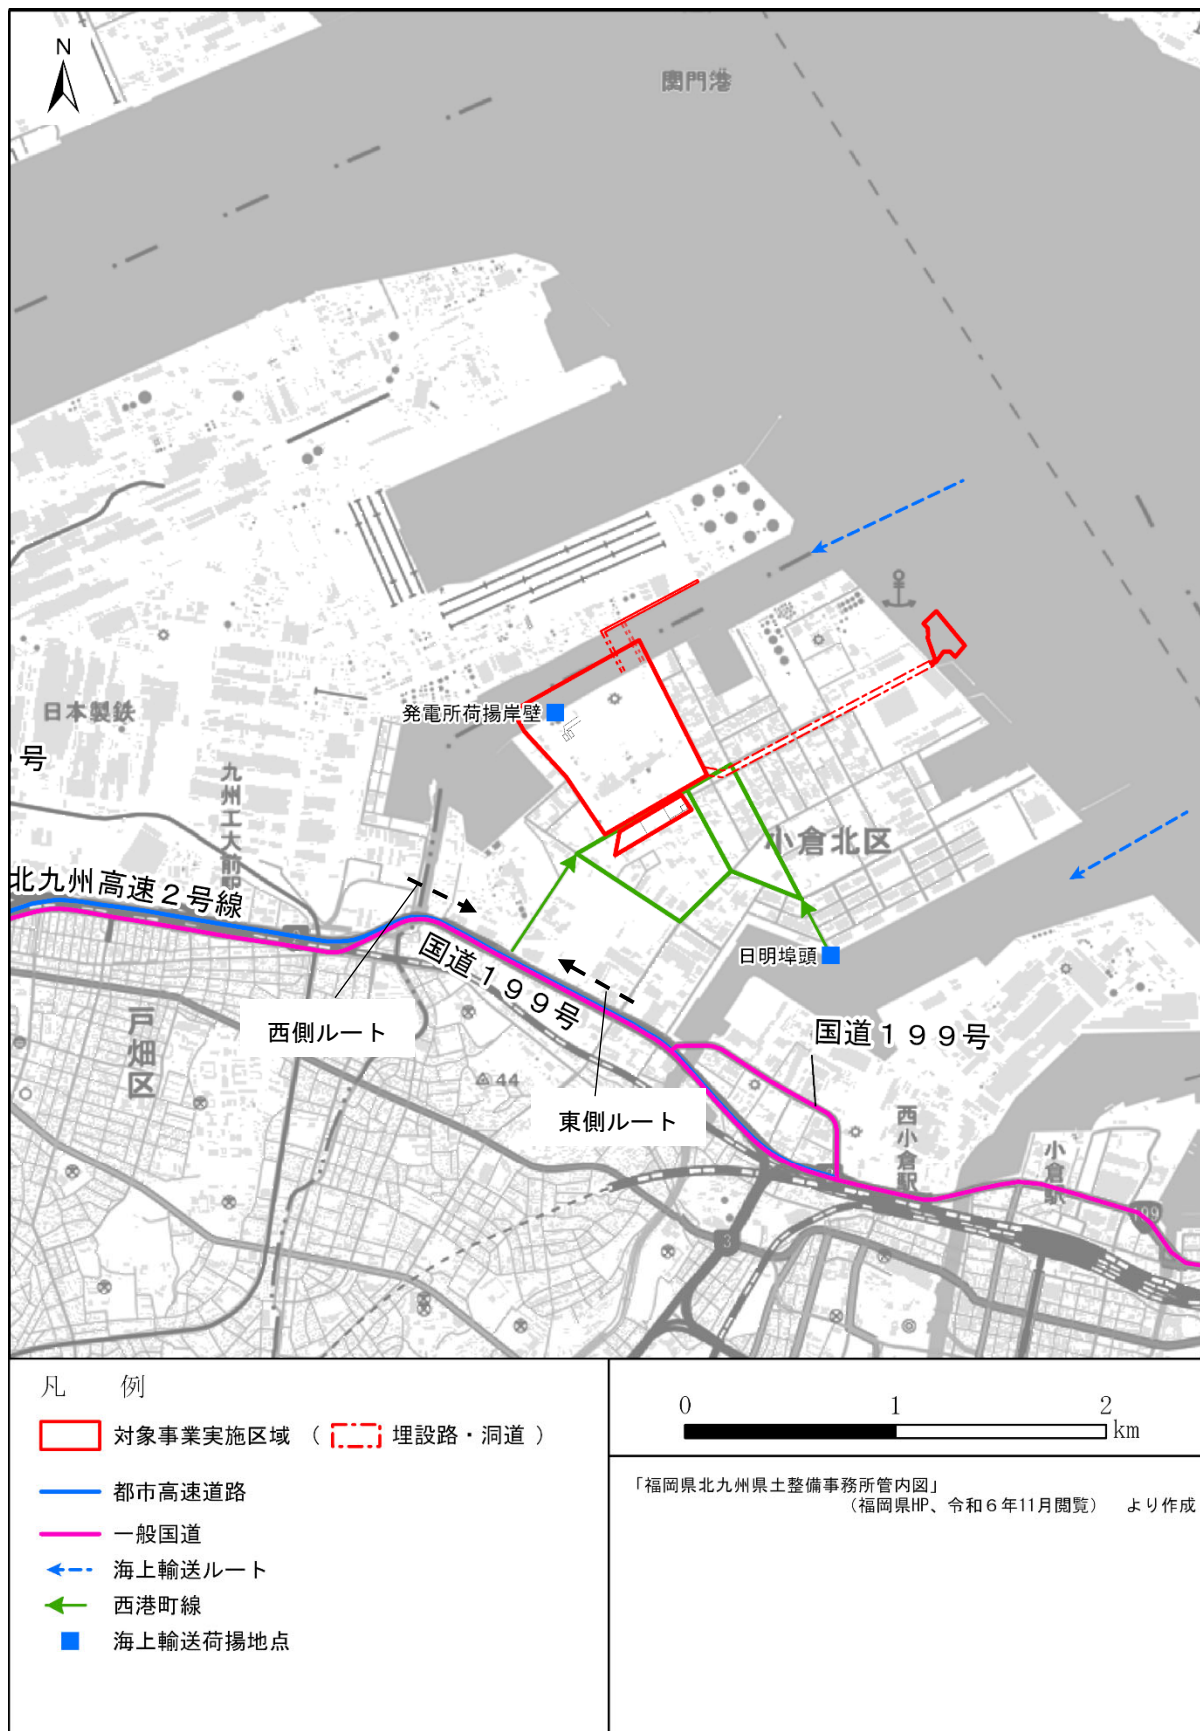 N
関門港
日本製鉄
号
九州工大前駅
発電所荷揚岸壁
小倉北区
北九州高速２号線
国道１９９号
日明埠頭
戸畑区
西側ルート
44
国道１９９号
東側ルート
西小倉駅
小倉駅
199
3
凡　例
対象事業実施区域 （ 埋設路・洞道 ）
都市高速道路
一般国道
海上輸送ルート
西港町線
海上輸送荷揚地点
0 1 2
km
「福岡県北九州県土整備事務所管内図」
（福岡県HP、令和６年11月閲覧）　より作成